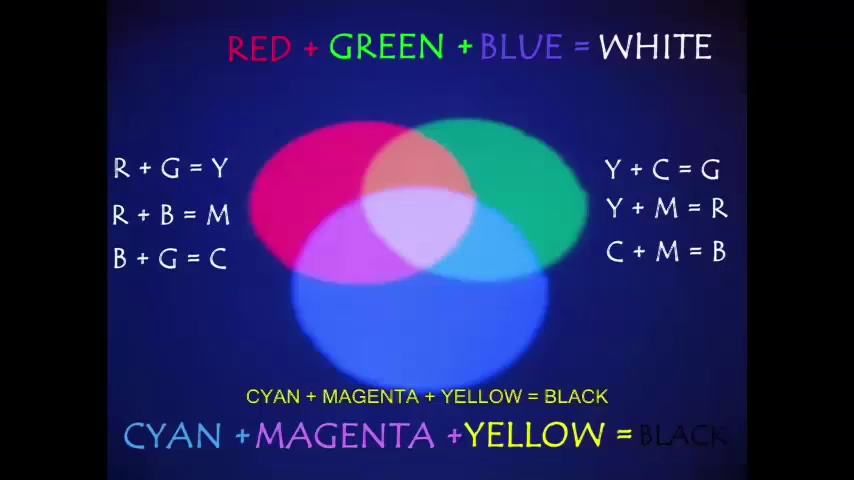 RED + GREEN + BLUE = WHITE
R + G = Y
R + B = M
B + G = C
Y + C = G
Y + M = R
C + M = B
CYAN + MAGENTA + YELLOW = BLACK
CYAN + MAGENTA + YELLOW = BLACK